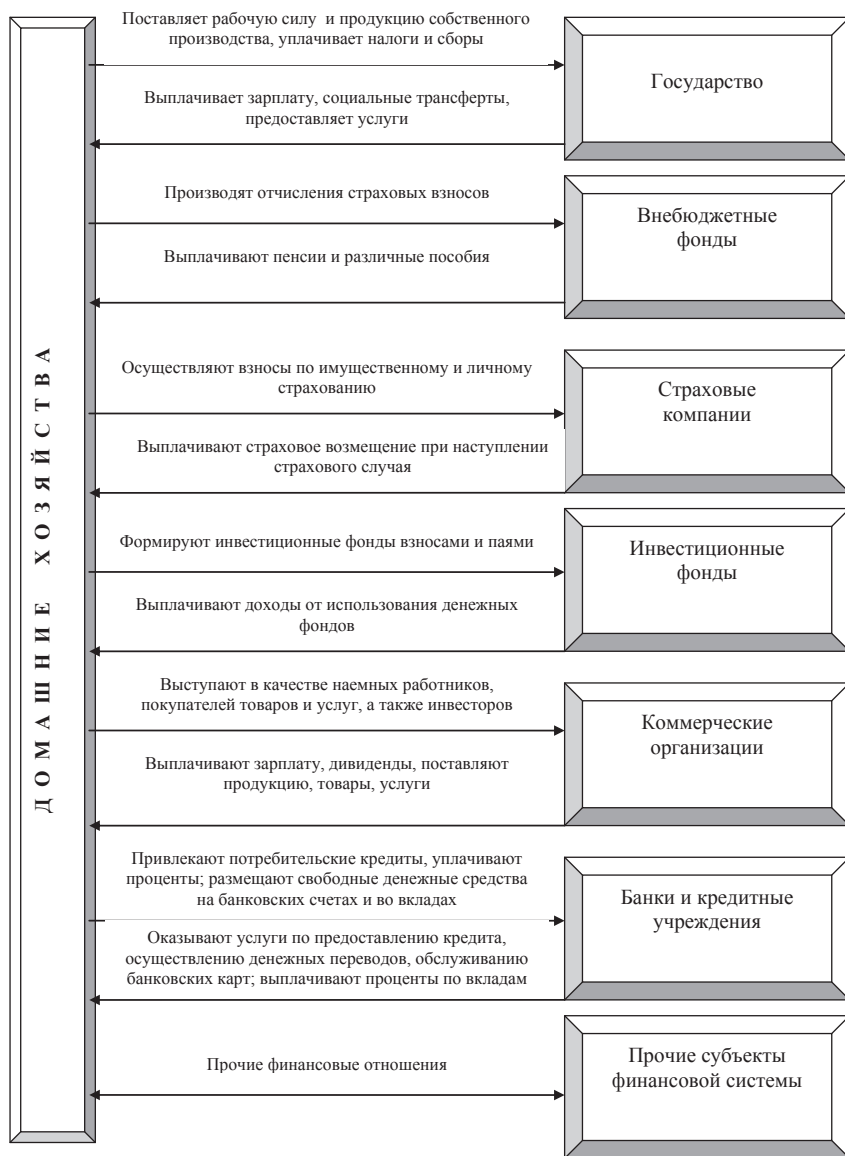 ДОМАШНИЕ ХОЗЯЙСТВА
Поставляет рабочую силу и продукцию собственного
производства, уплачивает налоги и сборы
Выплачивает зарплату, социальные трансферты,
предоставляет услуги
Государство
Производят отчисления страховых взносов
Выплачивают пенсии и различные пособия
Внебюджетные
фонды
Осуществляют взносы по имущественному и личному
страхованию
Выплачивают страховое возмещение при наступлении
страхового случая
Страховые
компании
Формируют инвестиционные фонды взносами и паями
Выплачивают доходы от использования денежных
фондов
Инвестиционные
фонды
Выступают в качестве наемных работников,
покупателей товаров и услуг, а также инвесторов
Выплачивают зарплату, дивиденды, поставляют
продукцию, товары, услуги
Коммерческие
организации
Привлекают потребительские кредиты, уплачивают
проценты; размещают свободные денежные средства
на банковских счетах и во вкладах
Оказывают услуги по предоставлению кредита,
осуществлению денежных переводов, обслуживанию
банковских карт; выплачивают проценты по вкладам
Банки и кредитные
учреждения
Прочие финансовые отношения
Прочие субъекты
финансовой системы